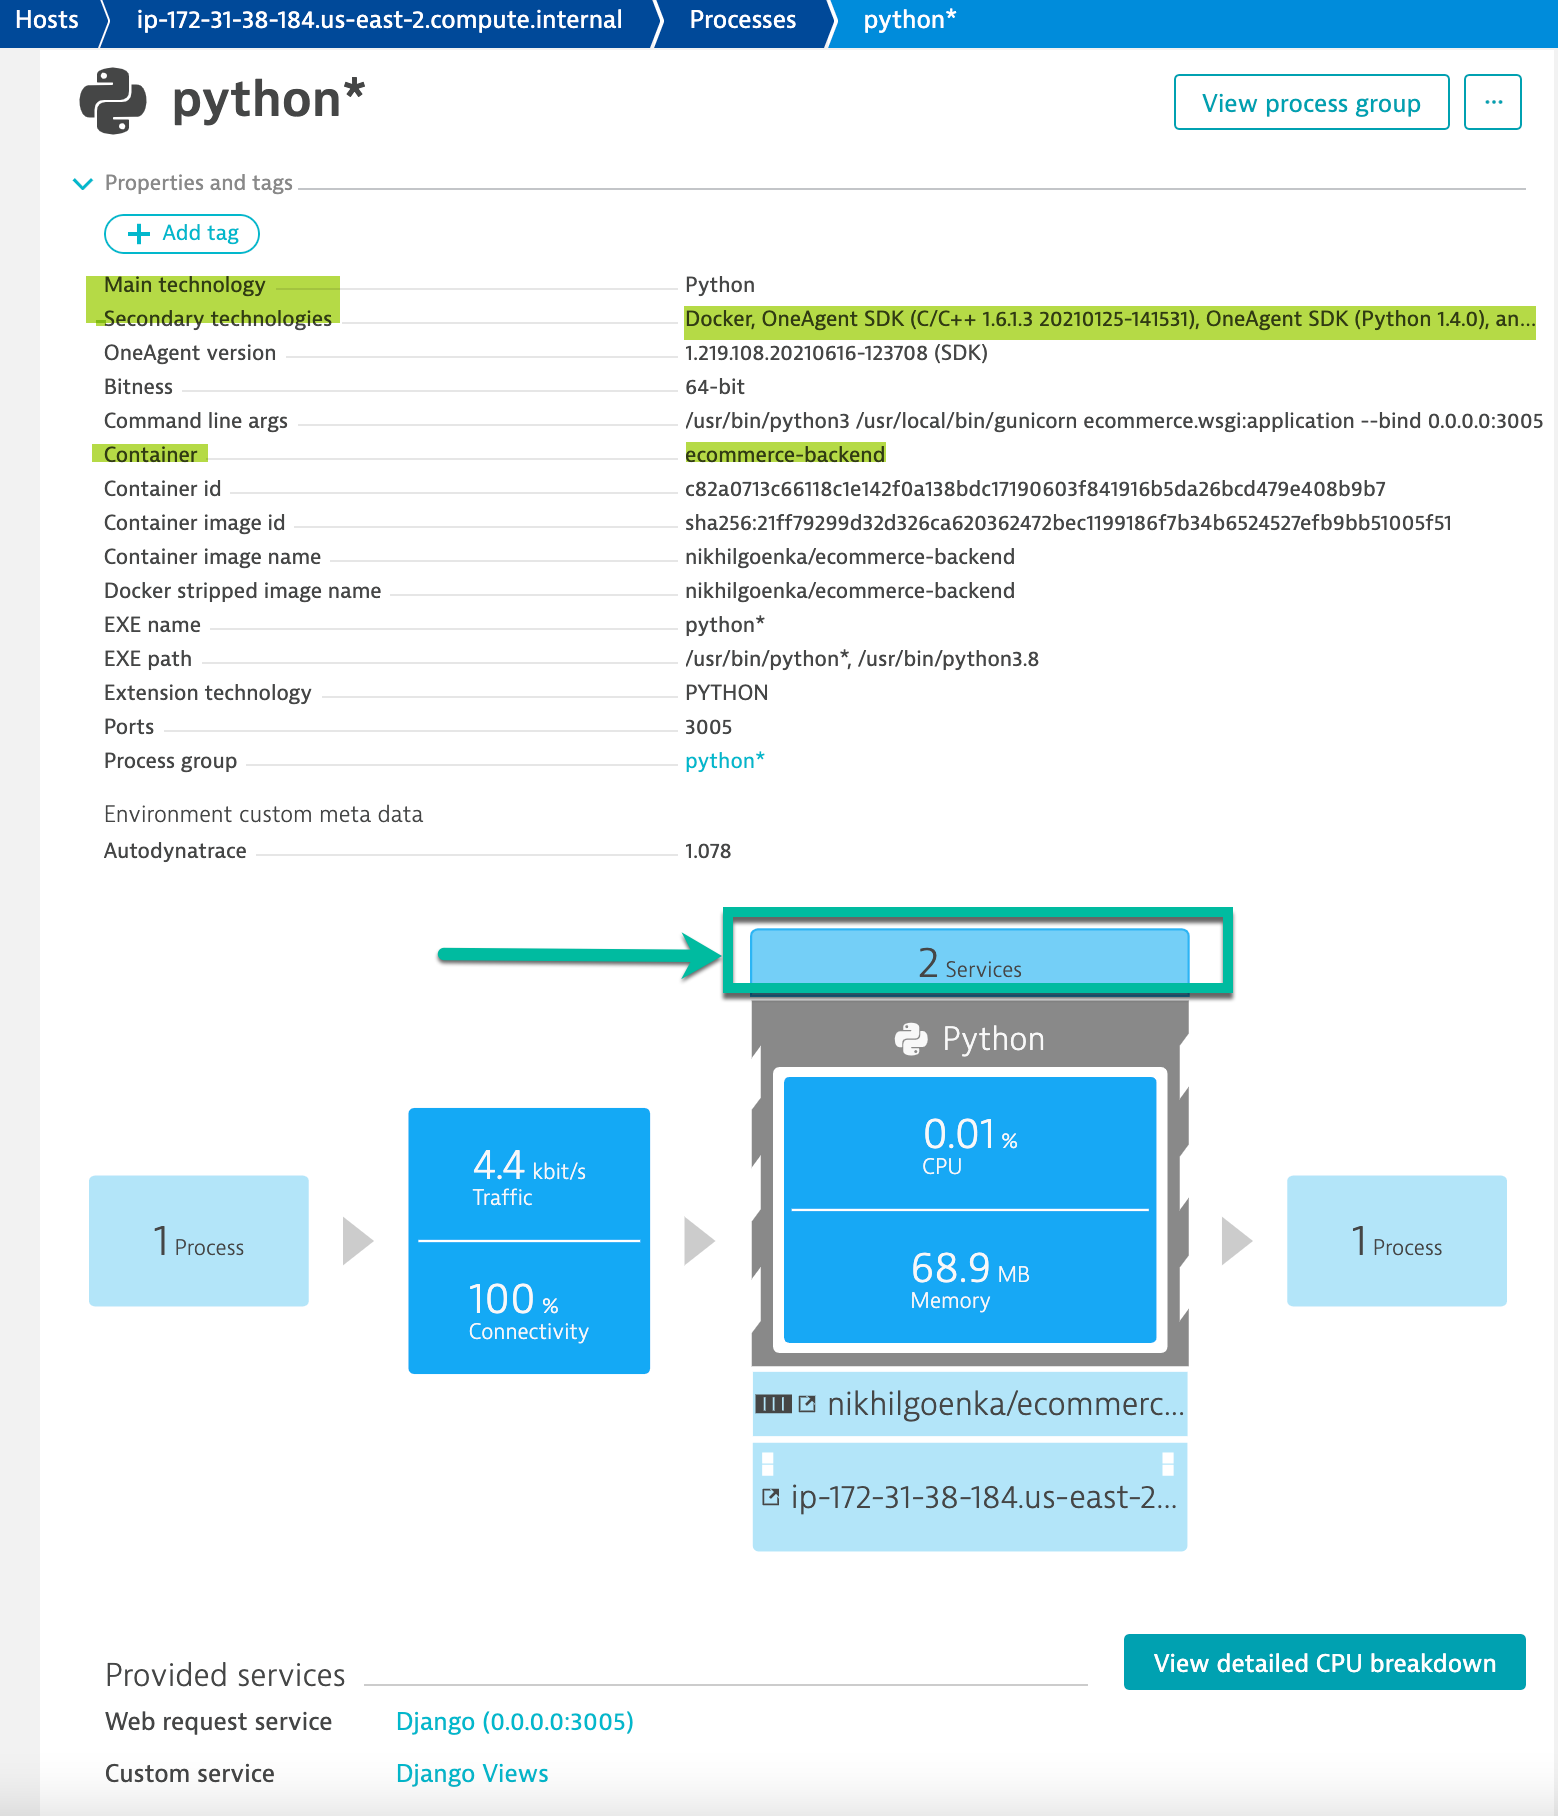 Hosts ip-172-31-38-184.us-east-2.compute.internal Processes python*
python*
View process group ...
Properties and tags
+ Add tag
Main technology Python
Secondary technologies Docker, OneAgent SDK (C/C++ 1.6.1.3 20210125-141531), OneAgent SDK (Python 1.4.0), an...
OneAgent version 1.219.108.20210616-123708 (SDK)
Bitness 64-bit
Command line args /usr/bin/python3 /usr/local/bin/gunicorn ecommerce.wsgi:application --bind 0.0.0.0:3005
Container ecommerce-backend
Container id c82a0713c66118c1e142f0a138bdc17190603f841916b5da26bcd479e408b9b7
Container image id sha256:21ff79299d32d326ca620362472bec1199186f7b34b6524527efb9bb51005f51
Container image name nikhilgoenka/ecommerce-backend
Docker stripped image name nikhilgoenka/ecommerce-backend
EXE name python*
EXE path /usr/bin/python*, /usr/bin/python3.8
Extension technology PYTHON
Ports 3005
Process group python*
Environment custom meta data
Autodynatrace 1.078
2 Services
Python
0.01 %
CPU
4.4 kbit/s
Traffic
1 Process
1 Process
68.9 MB
Memory
100 %
Connectivity
nikhilgoenka/ecommerc...
ip-172-31-38-184.us-east-2...
Provided services
View detailed CPU breakdown
Web request service Django (0.0.0.0:3005)
Custom service Django Views